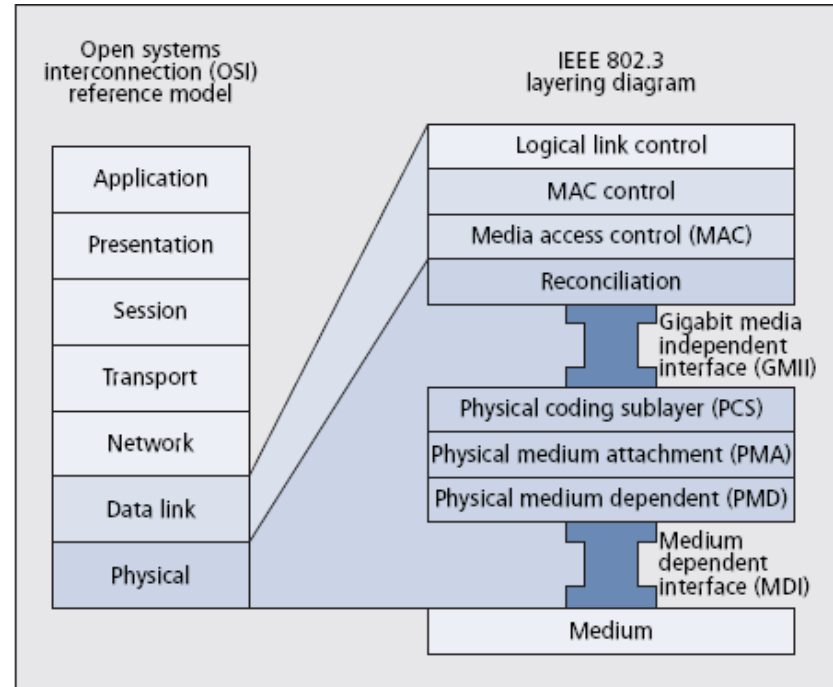 Open systems
interconnection (OSI)
reference model
Application
Presentation
Session
Transport
Network
Data link
Physical
IEEE 802.3
layering diagram
Logical link control
MAC control
Media access control (MAC)
Reconciliation
Gigabit media
independent
interface (GMII)
Physical coding sublayer (PCS)
Physical medium attachment (PMA)
Physical medium dependent (PMD)
Medium
dependent
interface (MDI)
Medium